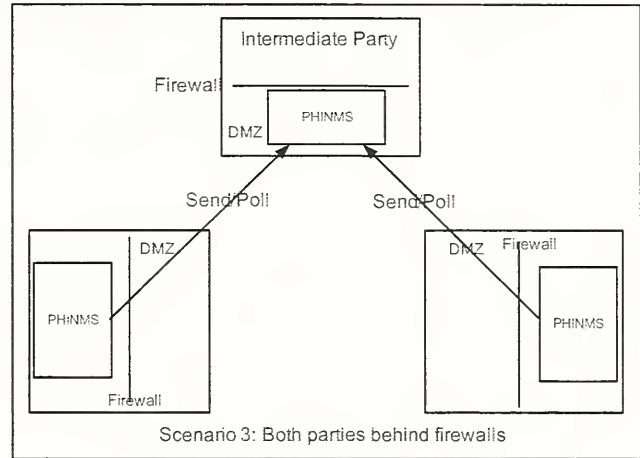 Intermediate Party
Firewall
PHINMS
DMZ
Send/Poll
Send/Poll
DMZ
PHINMS
Firewall
Firewall
DMZ
PHINMS
Scenario 3: Both parties behind firewalls